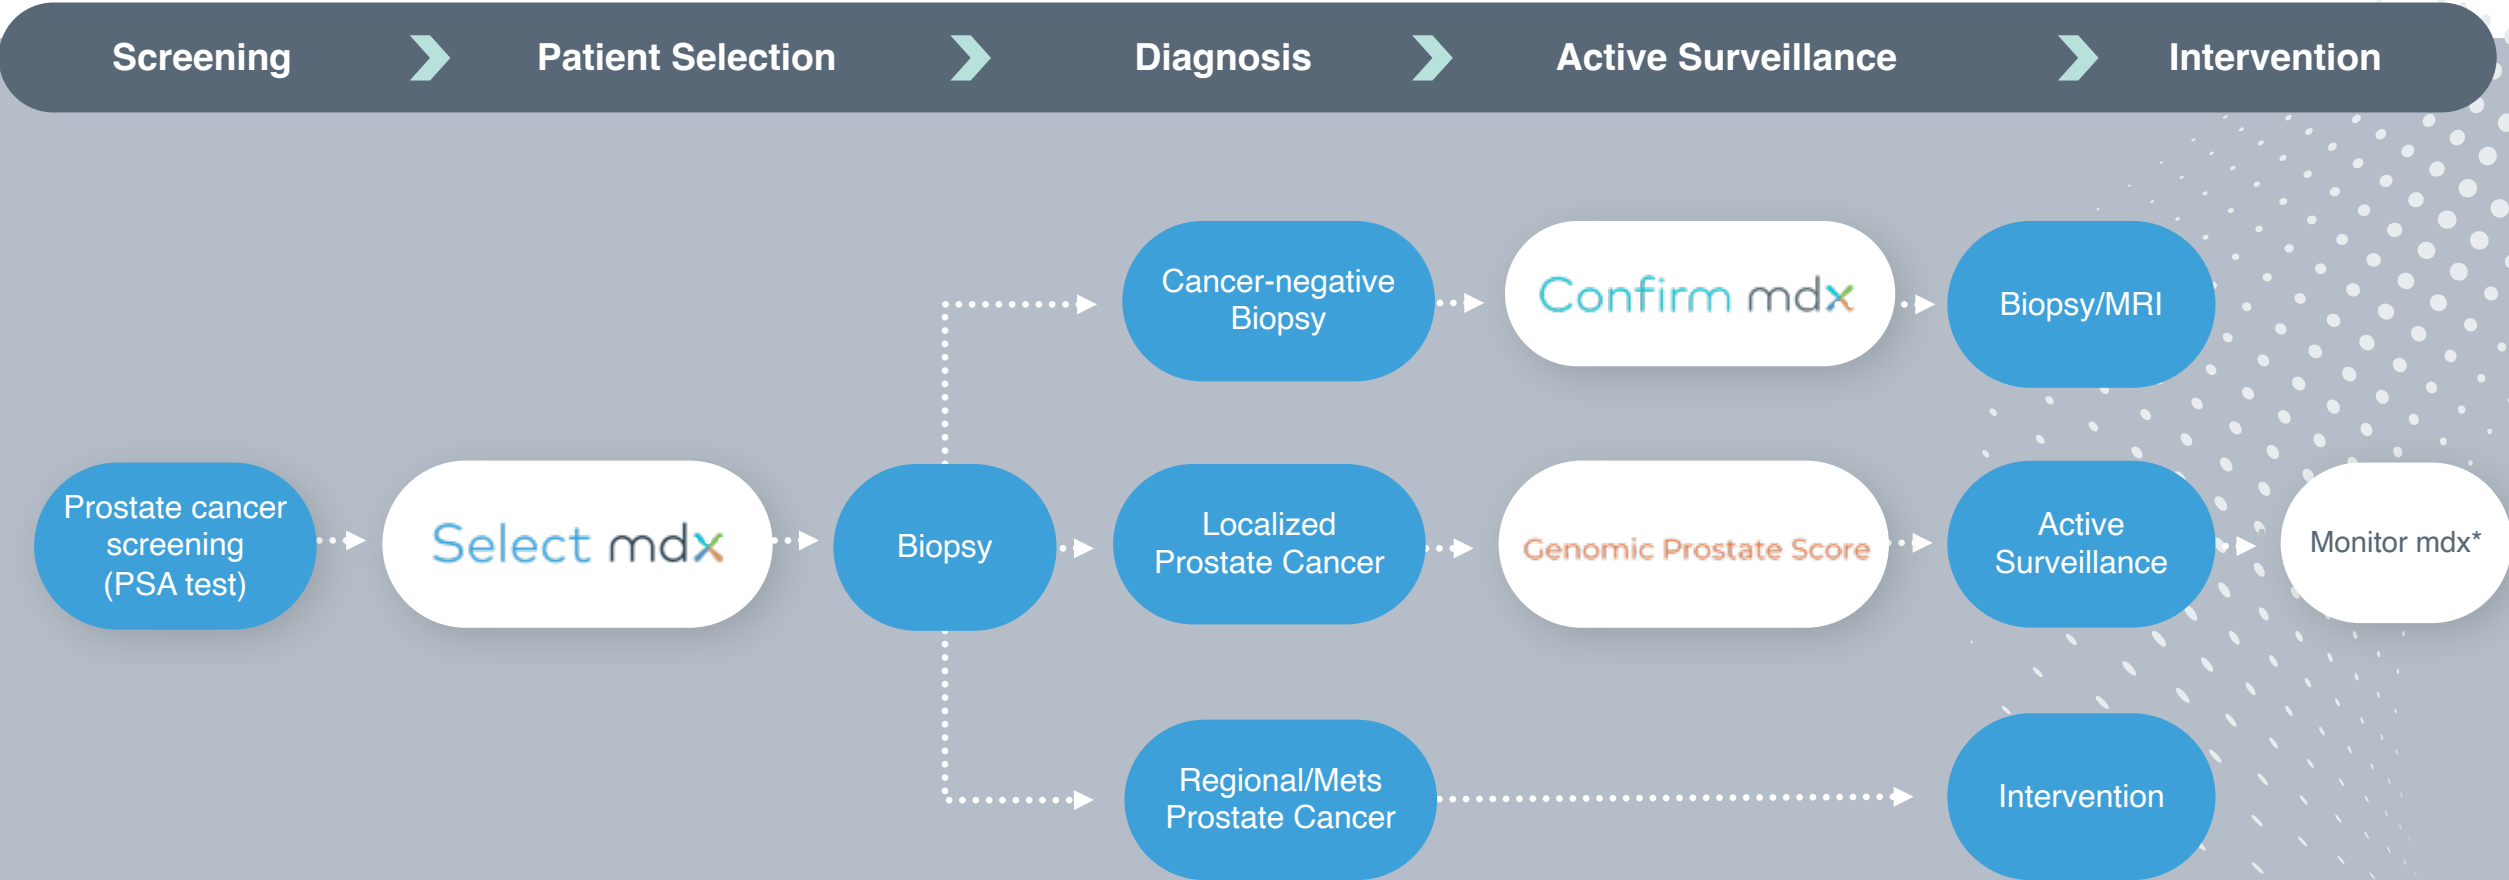 Screening
Patient Selection
Diagnosis
Active Surveillance
Intervention
Cancer-negative
Biopsy
Confirm mdx
Biopsy/MRI
Prostate cancer
screening
(PSA test)
Select mdx
Biopsy
Localized
Prostate Cancer
Genomic Prostate Score
Active
Surveillance
Monitor mdx*
Regional/Mets
Prostate Cancer
Intervention